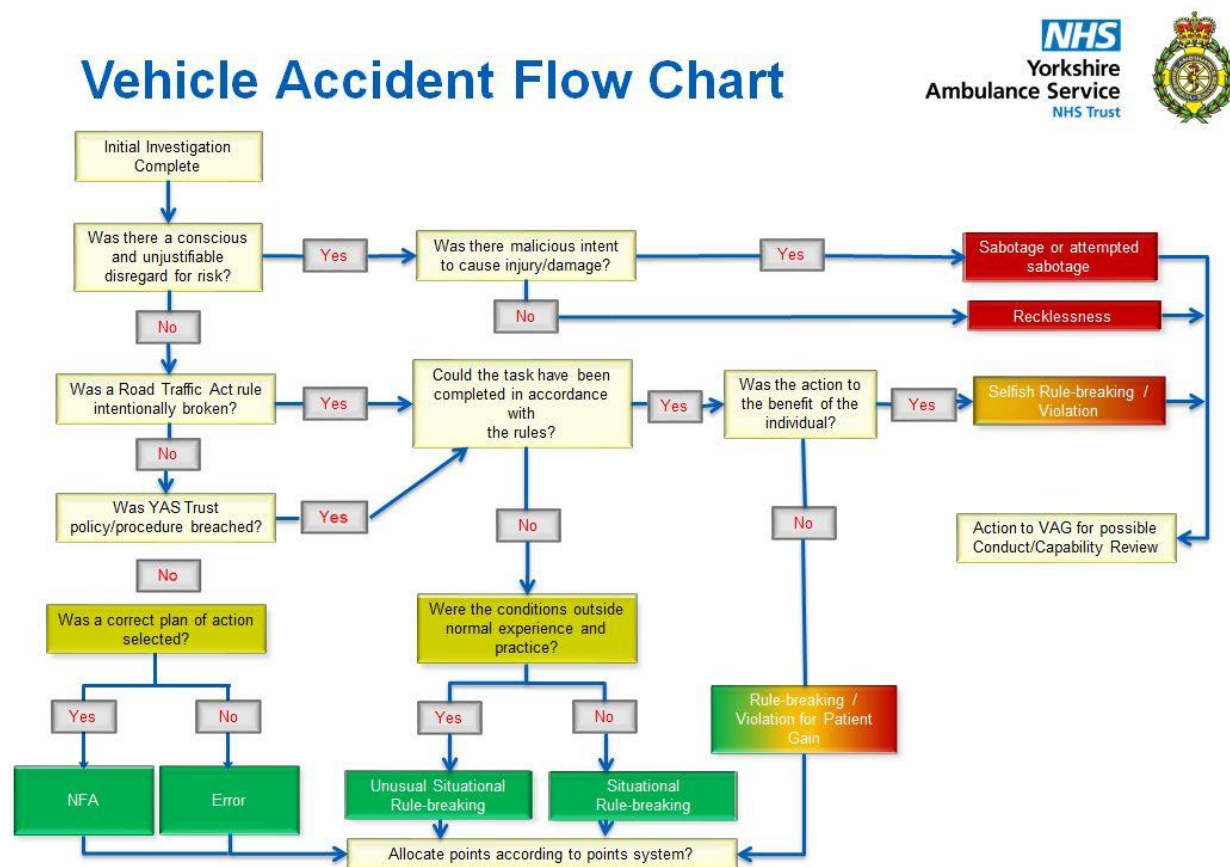 Vehicle Accident Flow Chart
NHS
Yorkshire
Ambulance Service
NHS Trust
Initial Investigation
Complete
Was there a conscious
and unjustifiable
disregard for risk?
Yes
Was there malicious intent
to cause injury/damage?
Yes
Sabotage or attempted
sabotage
No
No
Recklessness
Was a Road Traffic Act rule
intentionally broken?
Yes
Could the task have been
completed in accordance
with
the rules?
Yes
Was the action to
the benefit of the
individual?
Yes
Selfish Rule-breaking /
Violation
No
Was YAS Trust
policy/procedure breached?
Yes
No
No
Action to VAG for possible
Conduct/Capability Review
No
Was a correct plan of action
selected?
Were the conditions outside
normal experience and
practice?
Yes
No
Yes
No
Rule-breaking /
Violation for Patient
Gain
NFA
Error
Unusual Situational
Rule-breaking
Situational
Rule-breaking
Allocate points according to points system?